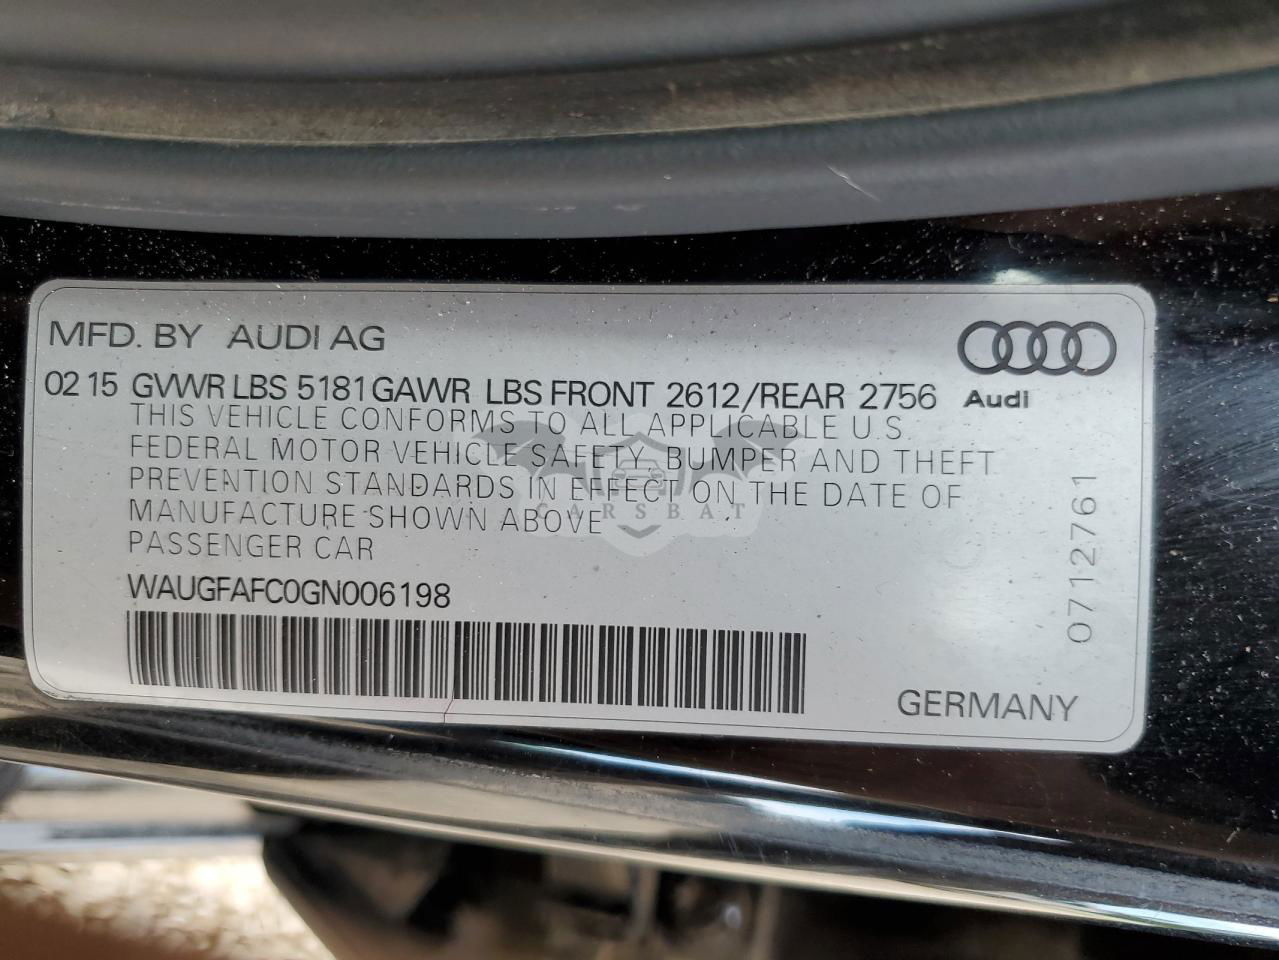 MFD. BY AUDI AG
02 15 GVWR LBS 5181 GAWR LBS FRONT 2612/REAR 2756
Audi
THIS VEHICLE CONFORMS TO ALL APPLICABLE U.S
FEDERAL MOTOR VEHICLE SAFETY, BUMPER AND THEFT
PREVENTION STANDARDS IN EFFECT ON THE DATE OF
MANUFACTURE SHOWN ABOVE
PASSENGER CAR
CARSBAT
WAUGFAFC0GN006198
0712761
GERMANY